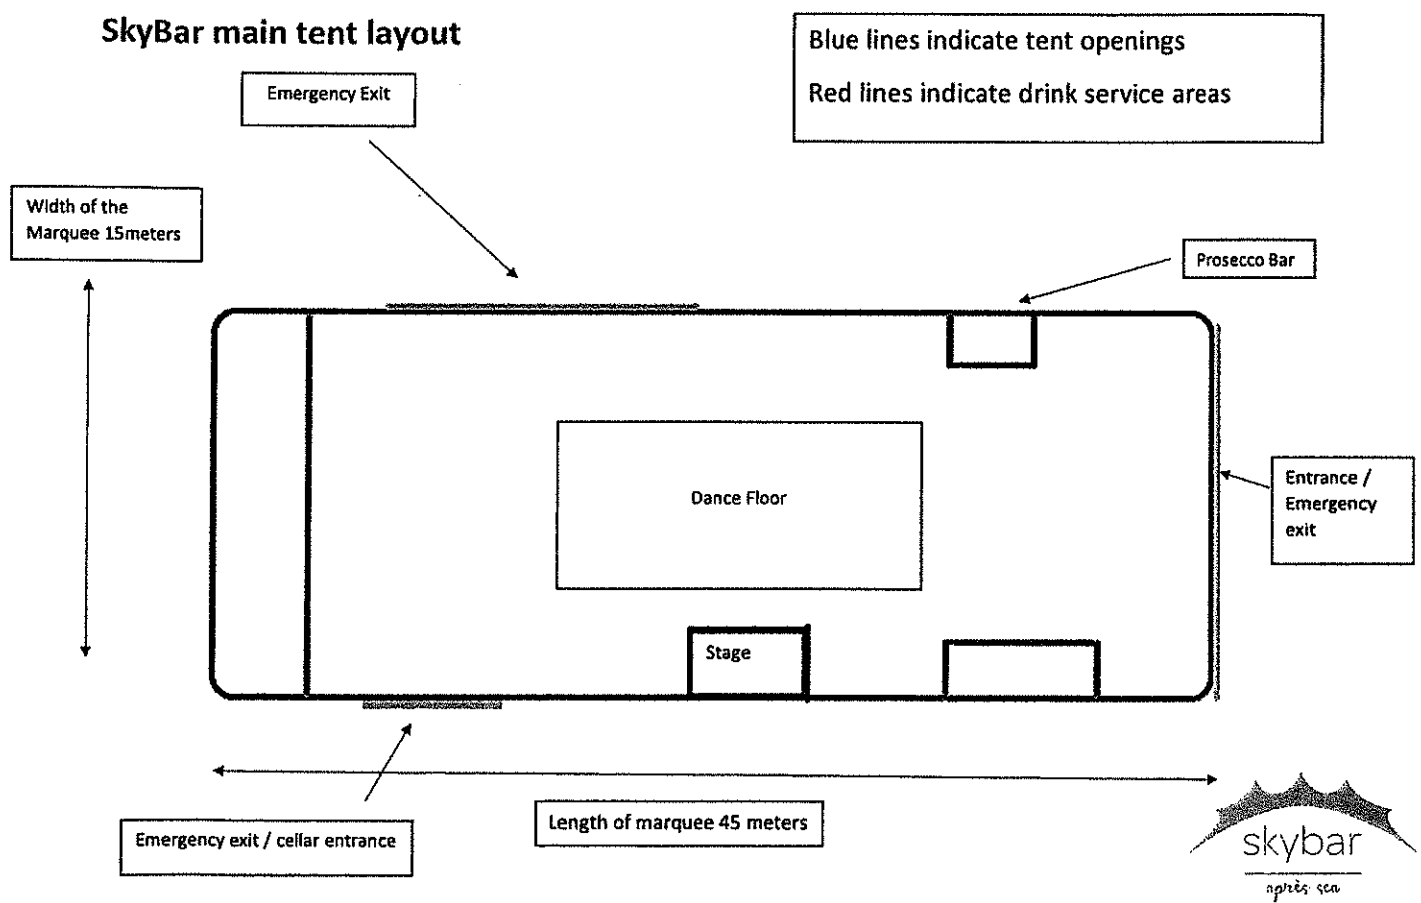 SkyBar main tent layout
Blue lines indicate tent openings
Red lines indicate drink service areas
Emergency Exit
Width of the
Marquee 15meters
Prosecco Bar
Entrance /
Emergency
exit
Dance Floor
Stage
Emergency exit / cellar entrance
Length of marquee 45 meters
skybar
après sea